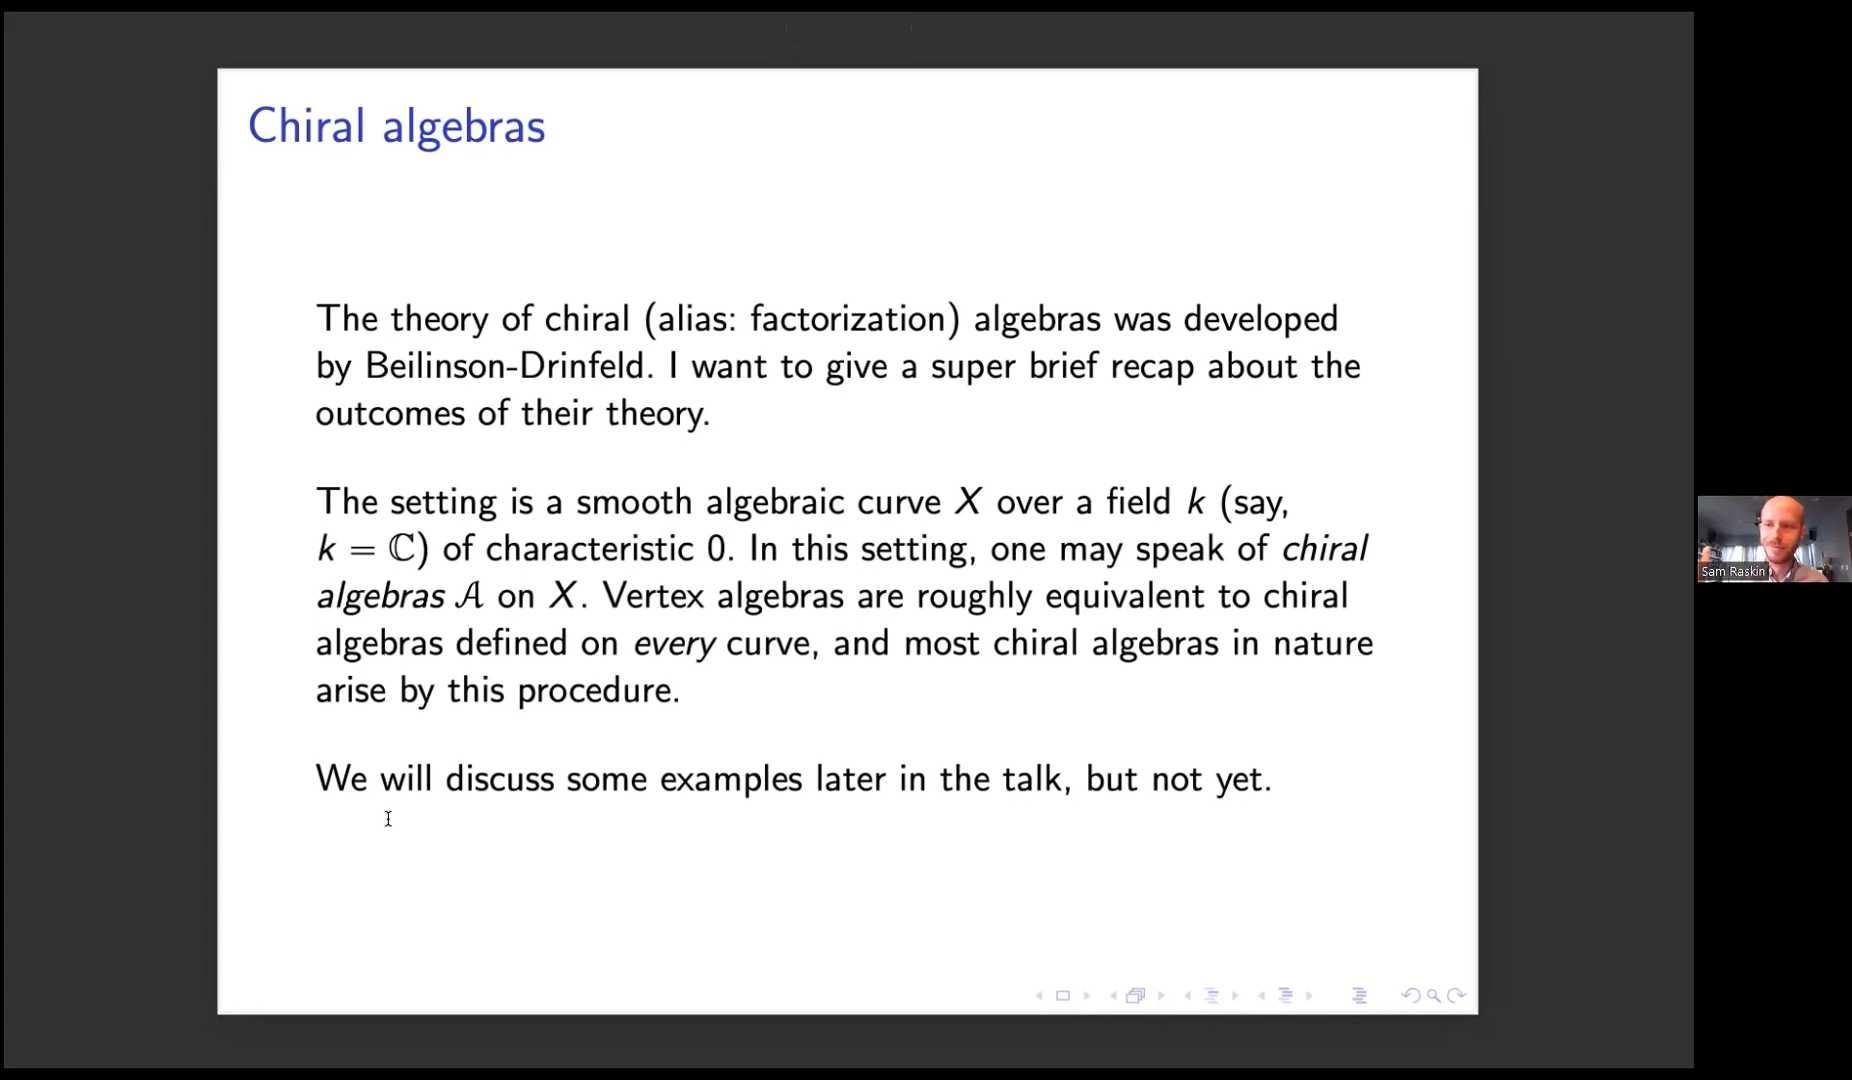 Chiral algebras
The theory of chiral (alias: factorization) algebras was developed
by Beilinson-Drinfeld. I want to give a super brief recap about the
outcomes of their theory.
The setting is a smooth algebraic curve X over a field k (say,
k = ℂ) of characteristic 0. In this setting, one may speak of chiral
algebras 𝒜 on X. Vertex algebras are roughly equivalent to chiral
algebras defined on every curve, and most chiral algebras in nature
arise by this procedure.
We will discuss some examples later in the talk, but not yet.
Sam Raskin